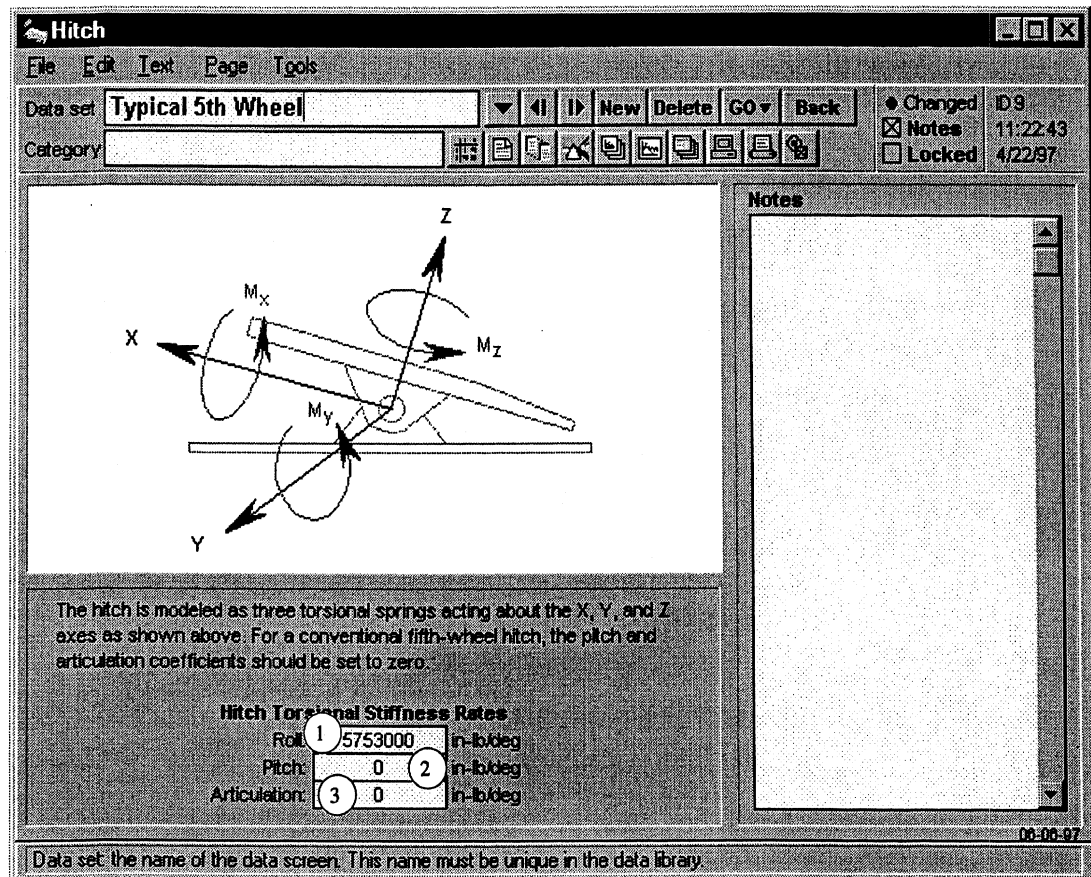 Hitch
File Edit Text Page Tools
Data set Typical 5th Wheel New Delete GO Back Changed ID 9
Notes 11:22:43
Category Locked 4/22/97
Notes
Z
MX
X
MZ
MY
Y
The hitch is modeled as three torsional springs acting about the X, Y, and Z
axes as shown above. For a conventional fifth-wheel hitch, the pitch and
articulation coefficients should be set to zero.
Hitch Torsional Stiffness Rates
Roll: 1 5753000 in-lb/deg
Pitch: 0 2 in-lb/deg
Articulation: 3 0 in-lb/deg
06-06-97
Data set: the name of the data screen. This name must be unique in the data library.